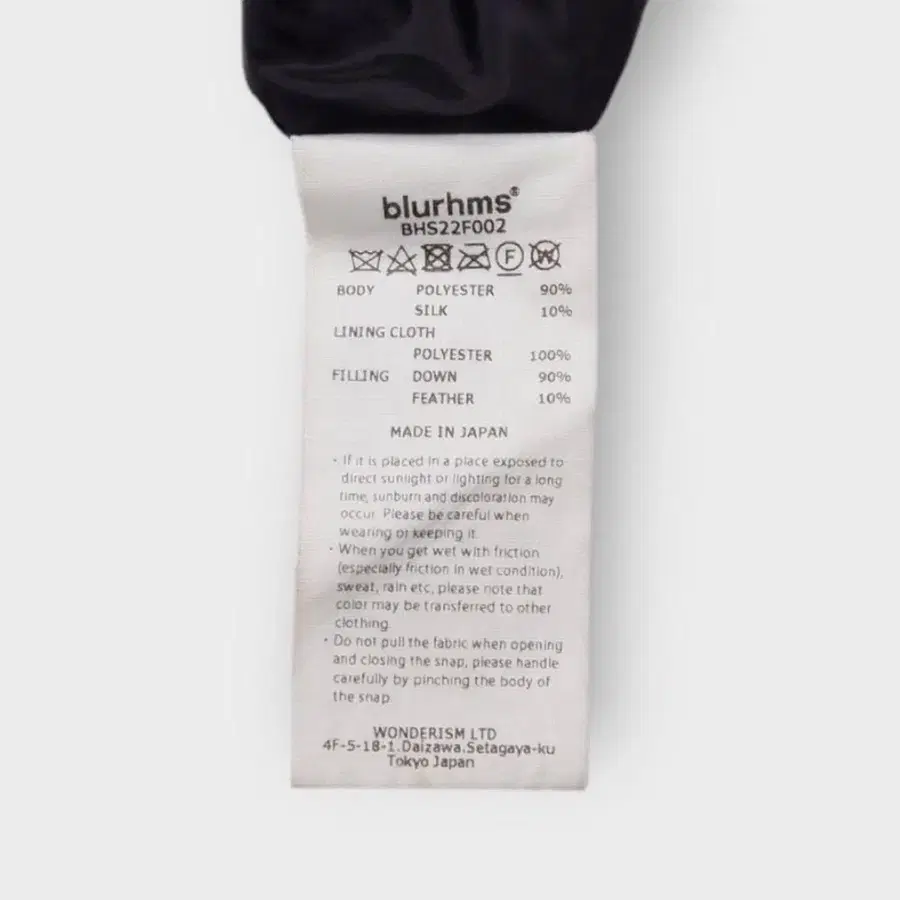 blurhms®
BHS22F002
F W
BODY POLYESTER 90%
SILK 10%
LINING CLOTH
POLYESTER 100%
FILLING DOWN 90%
FEATHER 10%
MADE IN JAPAN
・If it is placed in a place exposed to
direct sunlight or lighting for a long
time, sunburn and discoloration may
occur. Please be careful when
wearing or keeping it.
・When you get wet with friction
(especially friction in wet condition),
sweat, rain etc, please note that
color may be transferred to other
clothing.
・Do not pull the fabric when opening
and closing the snap, please handle
carefully by pinching the body of
the snap.
WONDERISM LTD
4F-5-18-1.Daizawa.Setagaya-ku
Tokyo Japan